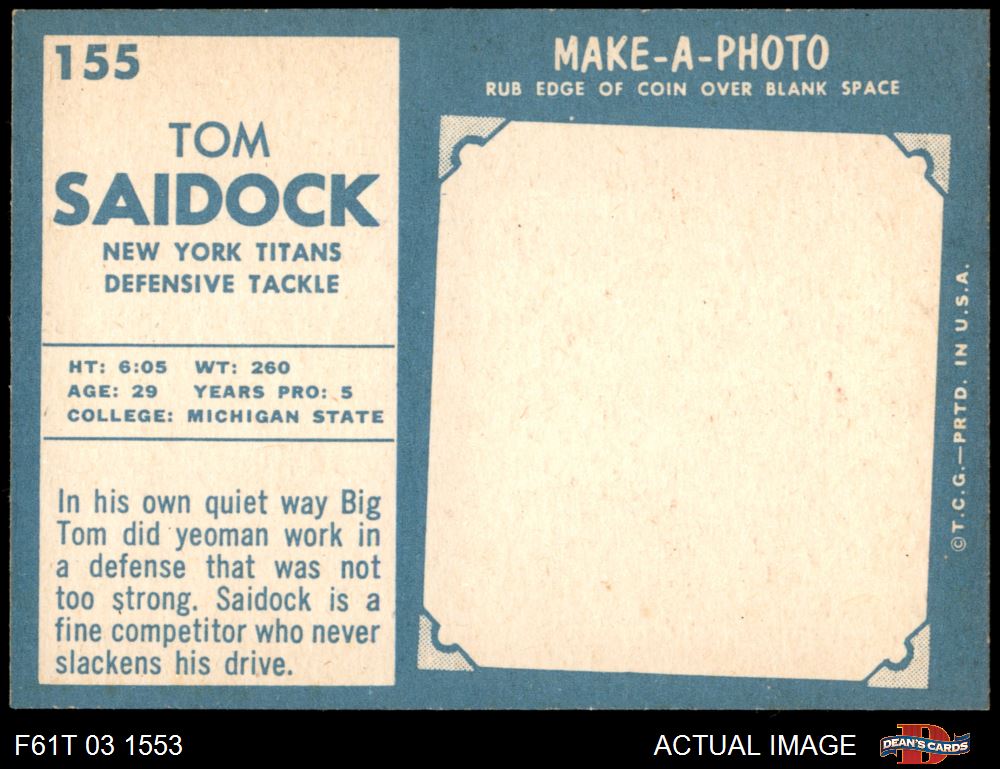 155
TOM
SAIDOCK
NEW YORK TITANS
DEFENSIVE TACKLE
HT: 6:05 WT: 260
AGE: 29 YEARS PRO: 5
COLLEGE: MICHIGAN STATE
In his own quiet way Big
Tom did yeoman work in
a defense that was not
too strong. Saidock is a
fine competitor who never
slackens his drive.
MAKE-A-PHOTO
RUB EDGE OF COIN OVER BLANK SPACE
©T.C.G.—PRTD. IN U.S.A.
F61T 03 1553
ACTUAL IMAGE
D
DEAN'S CARDS